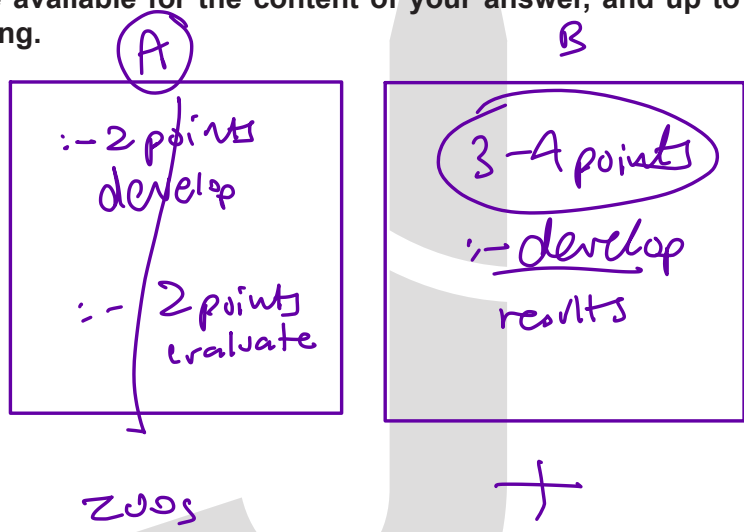 available for the content of your answer, and up to
ng.
A
:- 2 points
develop
:- 2 points
evaluate
zoos
B
3-4 points
:- develop
results
+